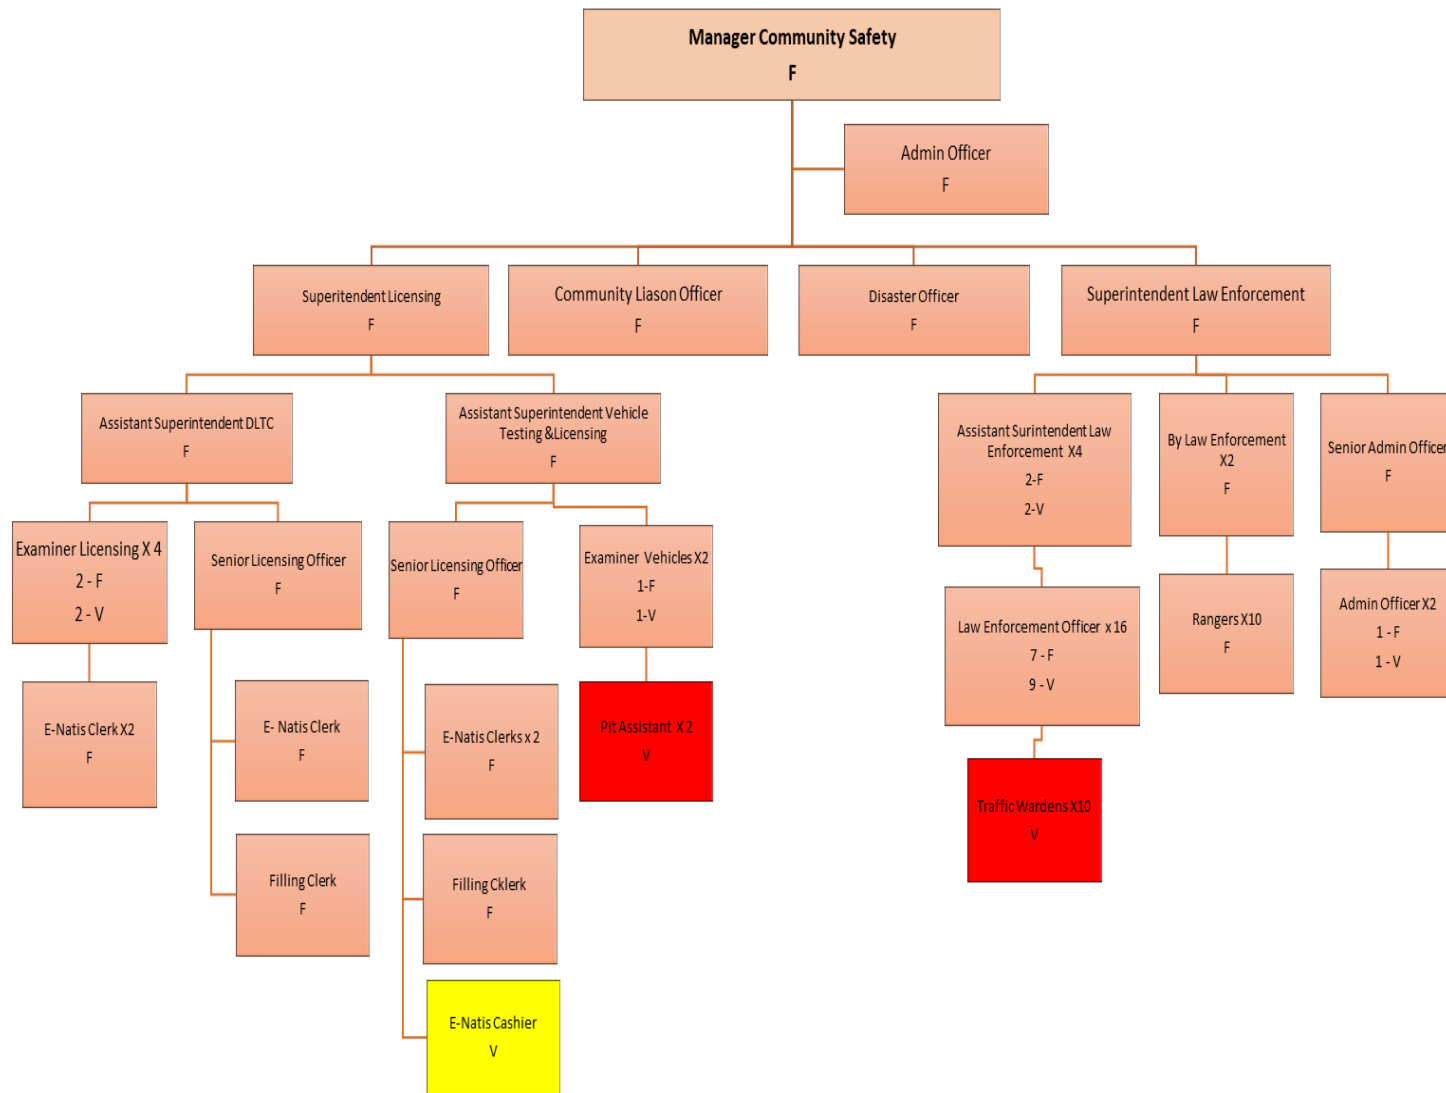 Manager Community Safety
F
Admin Officer
F
Superitendent Licensing
F
Community Liason Officer
F
Disaster Officer
F
Superintendent Law Enforcement
F
Assistant Superintendent DLTC
F
Assistant Superintendent Vehicle
Testing &Licensing
F
Assistant Surintendent Law
Enforcement X4
2-F
2-V
By Law Enforcement
X2
F
Senior Admin Officer
F
Examiner Licensing X 4
2 - F
2 - V
Senior Licensing Officer
F
Senior Licensing Officer
F
Examiner Vehicles X2
1-F
1-V
Law Enforcement Officer x 16
7 - F
9 - V
Rangers X10
F
Admin Officer X2
1 - F
1 - V
E-Natis Clerk X2
F
E- Natis Clerk
F
E-Natis Clerks x 2
F
Pit Assistant X 2
V
Traffic Wardens X10
V
Filling Clerk
F
Filling Cklerk
F
E-Natis Cashier
V